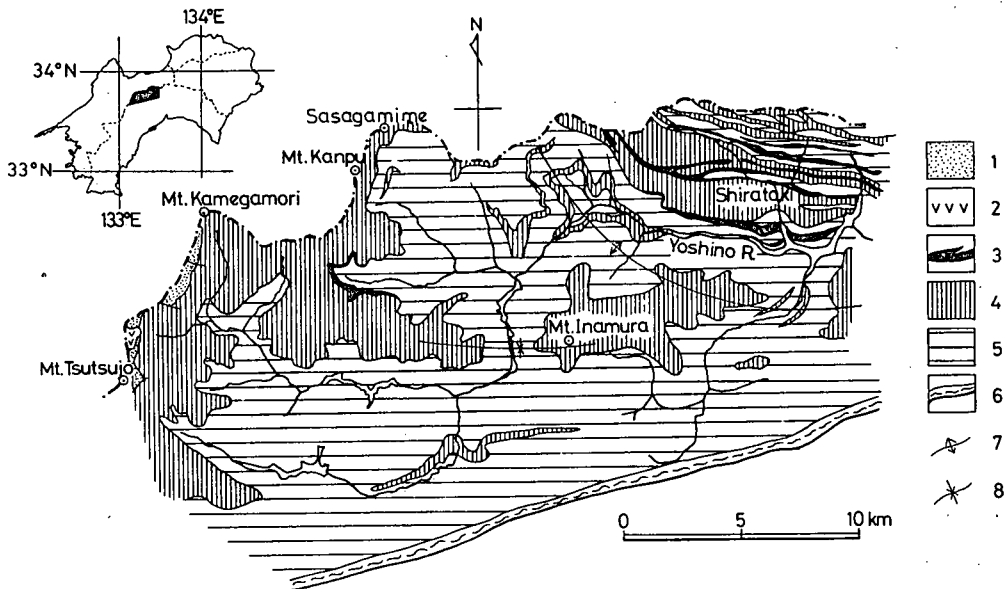 134°E
34°N
33°N
133°E
N
Sasagamime
Mt. Kanpu
Mt. Kamegamori
Shirataki
Yoshino R.
Mt. Inamura
Mt. Tsutsujo
0 5 10 km
1
2
3
4
5
6
7
8